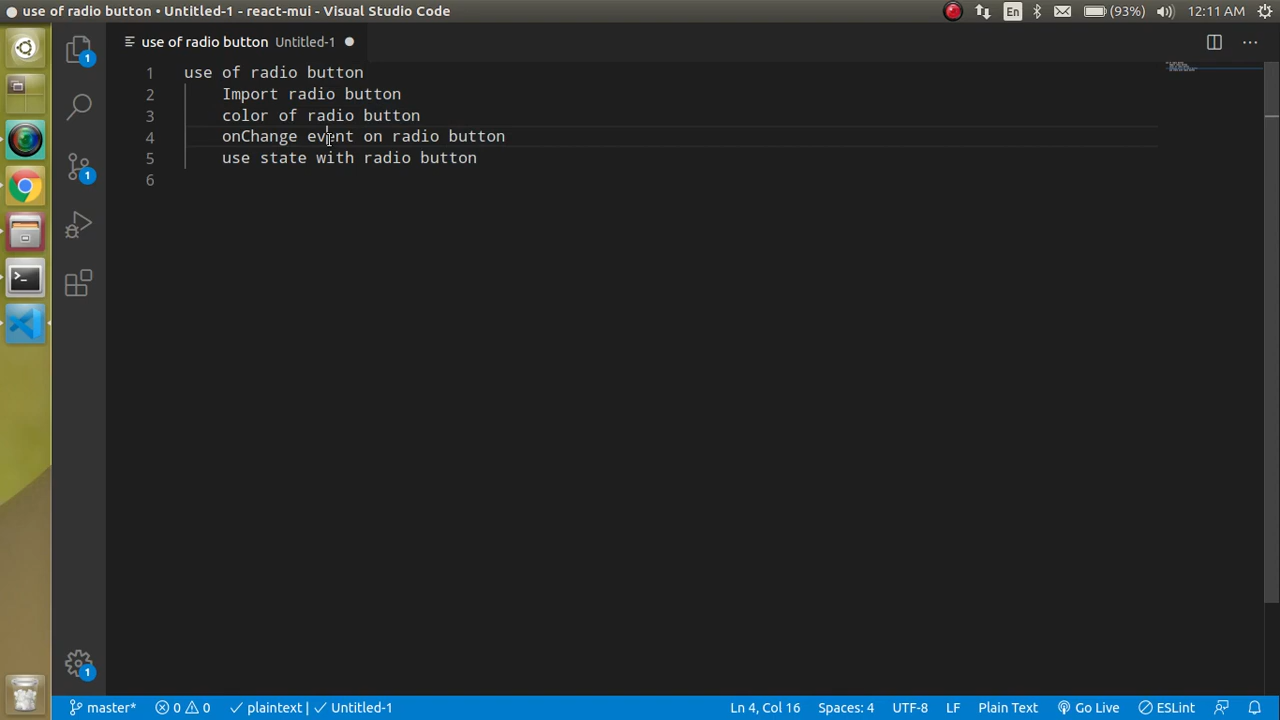 use of radio button • Untitled-1 - react-mui - Visual Studio Code
En
(93%)
12:11 AM
use of radio button Untitled-1
1 use of radio button
2 Import radio button
3 color of radio button
4 onChange event on radio button
5 use state with radio button
6
1
1
1
master*
0 0
plaintext |
Untitled-1
Ln 4, Col 16
Spaces: 4
UTF-8
LF
Plain Text
Go Live
ESLint